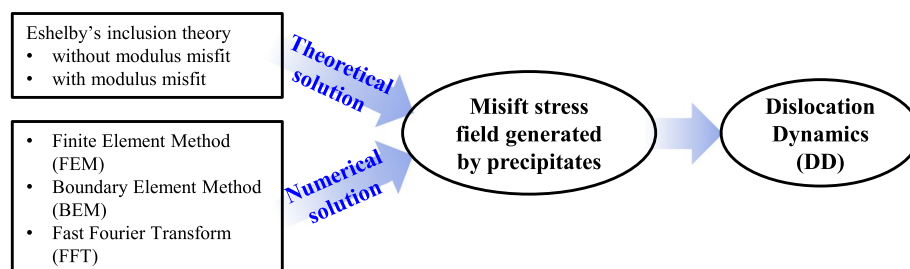 Eshelby's inclusion theory
• without modulus misfit
• with modulus misfit
Theoretical
solution
• Finite Element Method
(FEM)
• Boundary Element Method
(BEM)
• Fast Fourier Transform
(FFT)
Numerical
solution
Misift stress
field generated
by precipitates
Dislocation
Dynamics
(DD)